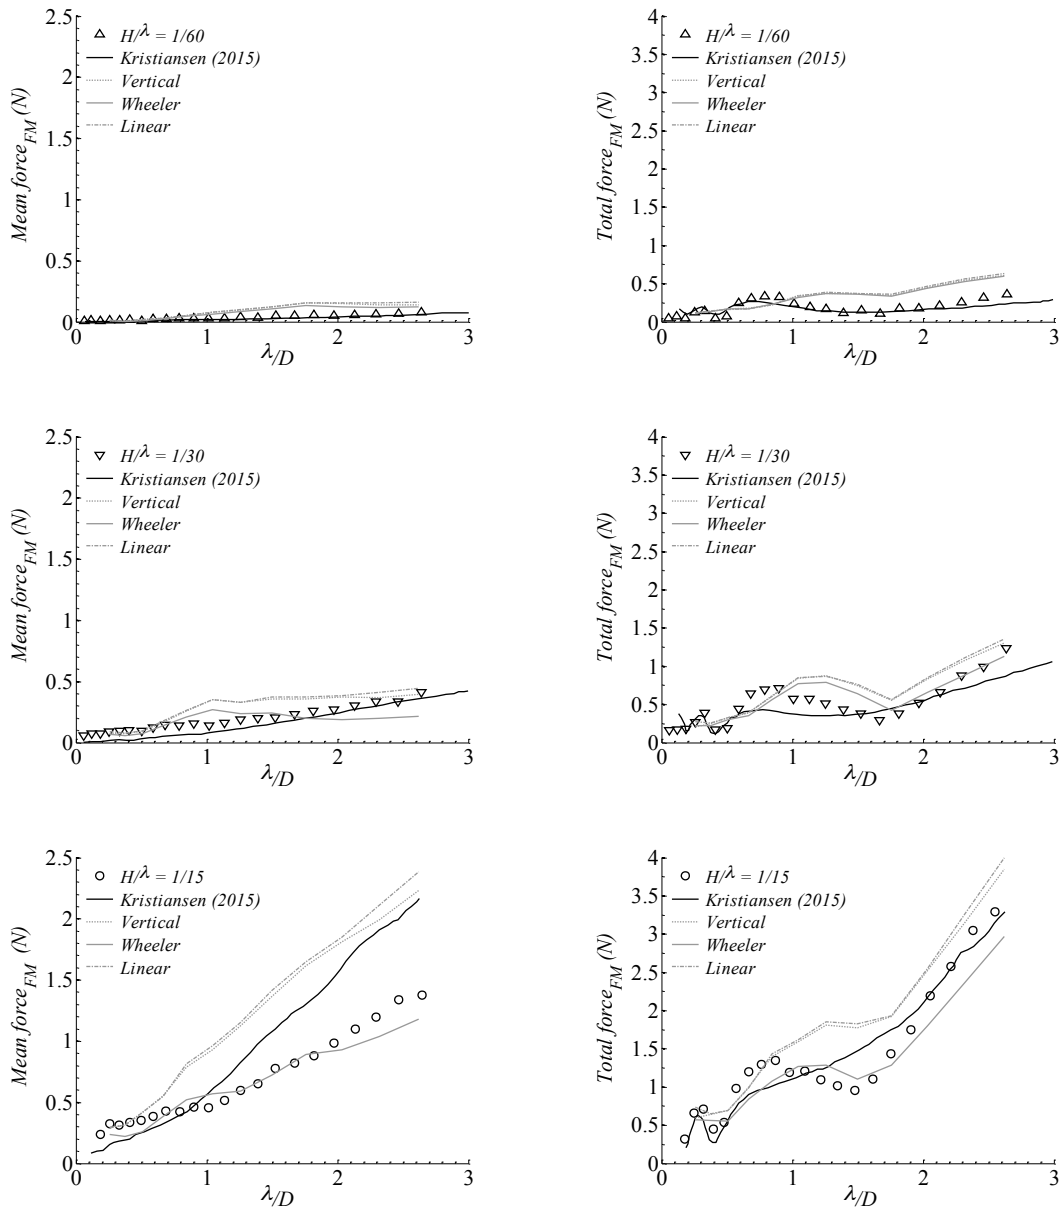 Mean force_FM (N)
2.5
2
1.5
1
0.5
0
H/λ = 1/60
Kristiansen (2015)
Vertical
Wheeler
Linear
0 1 2 3
λ/D
Total force_FM (N)
4
3.5
3
2.5
2
1.5
1
0.5
0
H/λ = 1/60
Kristiansen (2015)
Vertical
Wheeler
Linear
0 1 2 3
λ/D
Mean force_FM (N)
2.5
2
1.5
1
0.5
0
H/λ = 1/30
Kristiansen (2015)
Vertical
Wheeler
Linear
0 1 2 3
λ/D
Total force_FM (N)
4
3.5
3
2.5
2
1.5
1
0.5
0
H/λ = 1/30
Kristiansen (2015)
Vertical
Wheeler
Linear
0 1 2 3
λ/D
Mean force_FM (N)
2.5
2
1.5
1
0.5
0
H/λ = 1/15
Kristiansen (2015)
Vertical
Wheeler
Linear
0 1 2 3
λ/D
Total force_FM (N)
4
3.5
3
2.5
2
1.5
1
0.5
0
H/λ = 1/15
Kristiansen (2015)
Vertical
Wheeler
Linear
0 1 2 3
λ/D